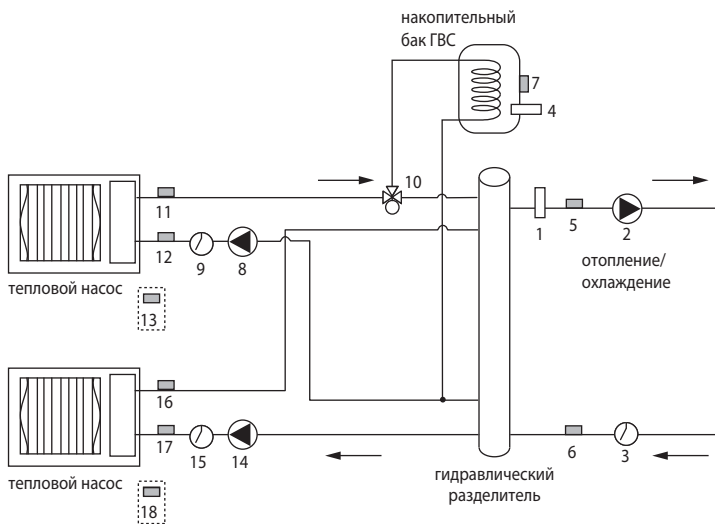 накопительный
бак ГВС
7
4
10
11
12
9
8
1
5
2
отопление/
охлаждение
тепловой насос
13
16
17
15
14
6
3
гидравлический
разделитель
тепловой насос
18